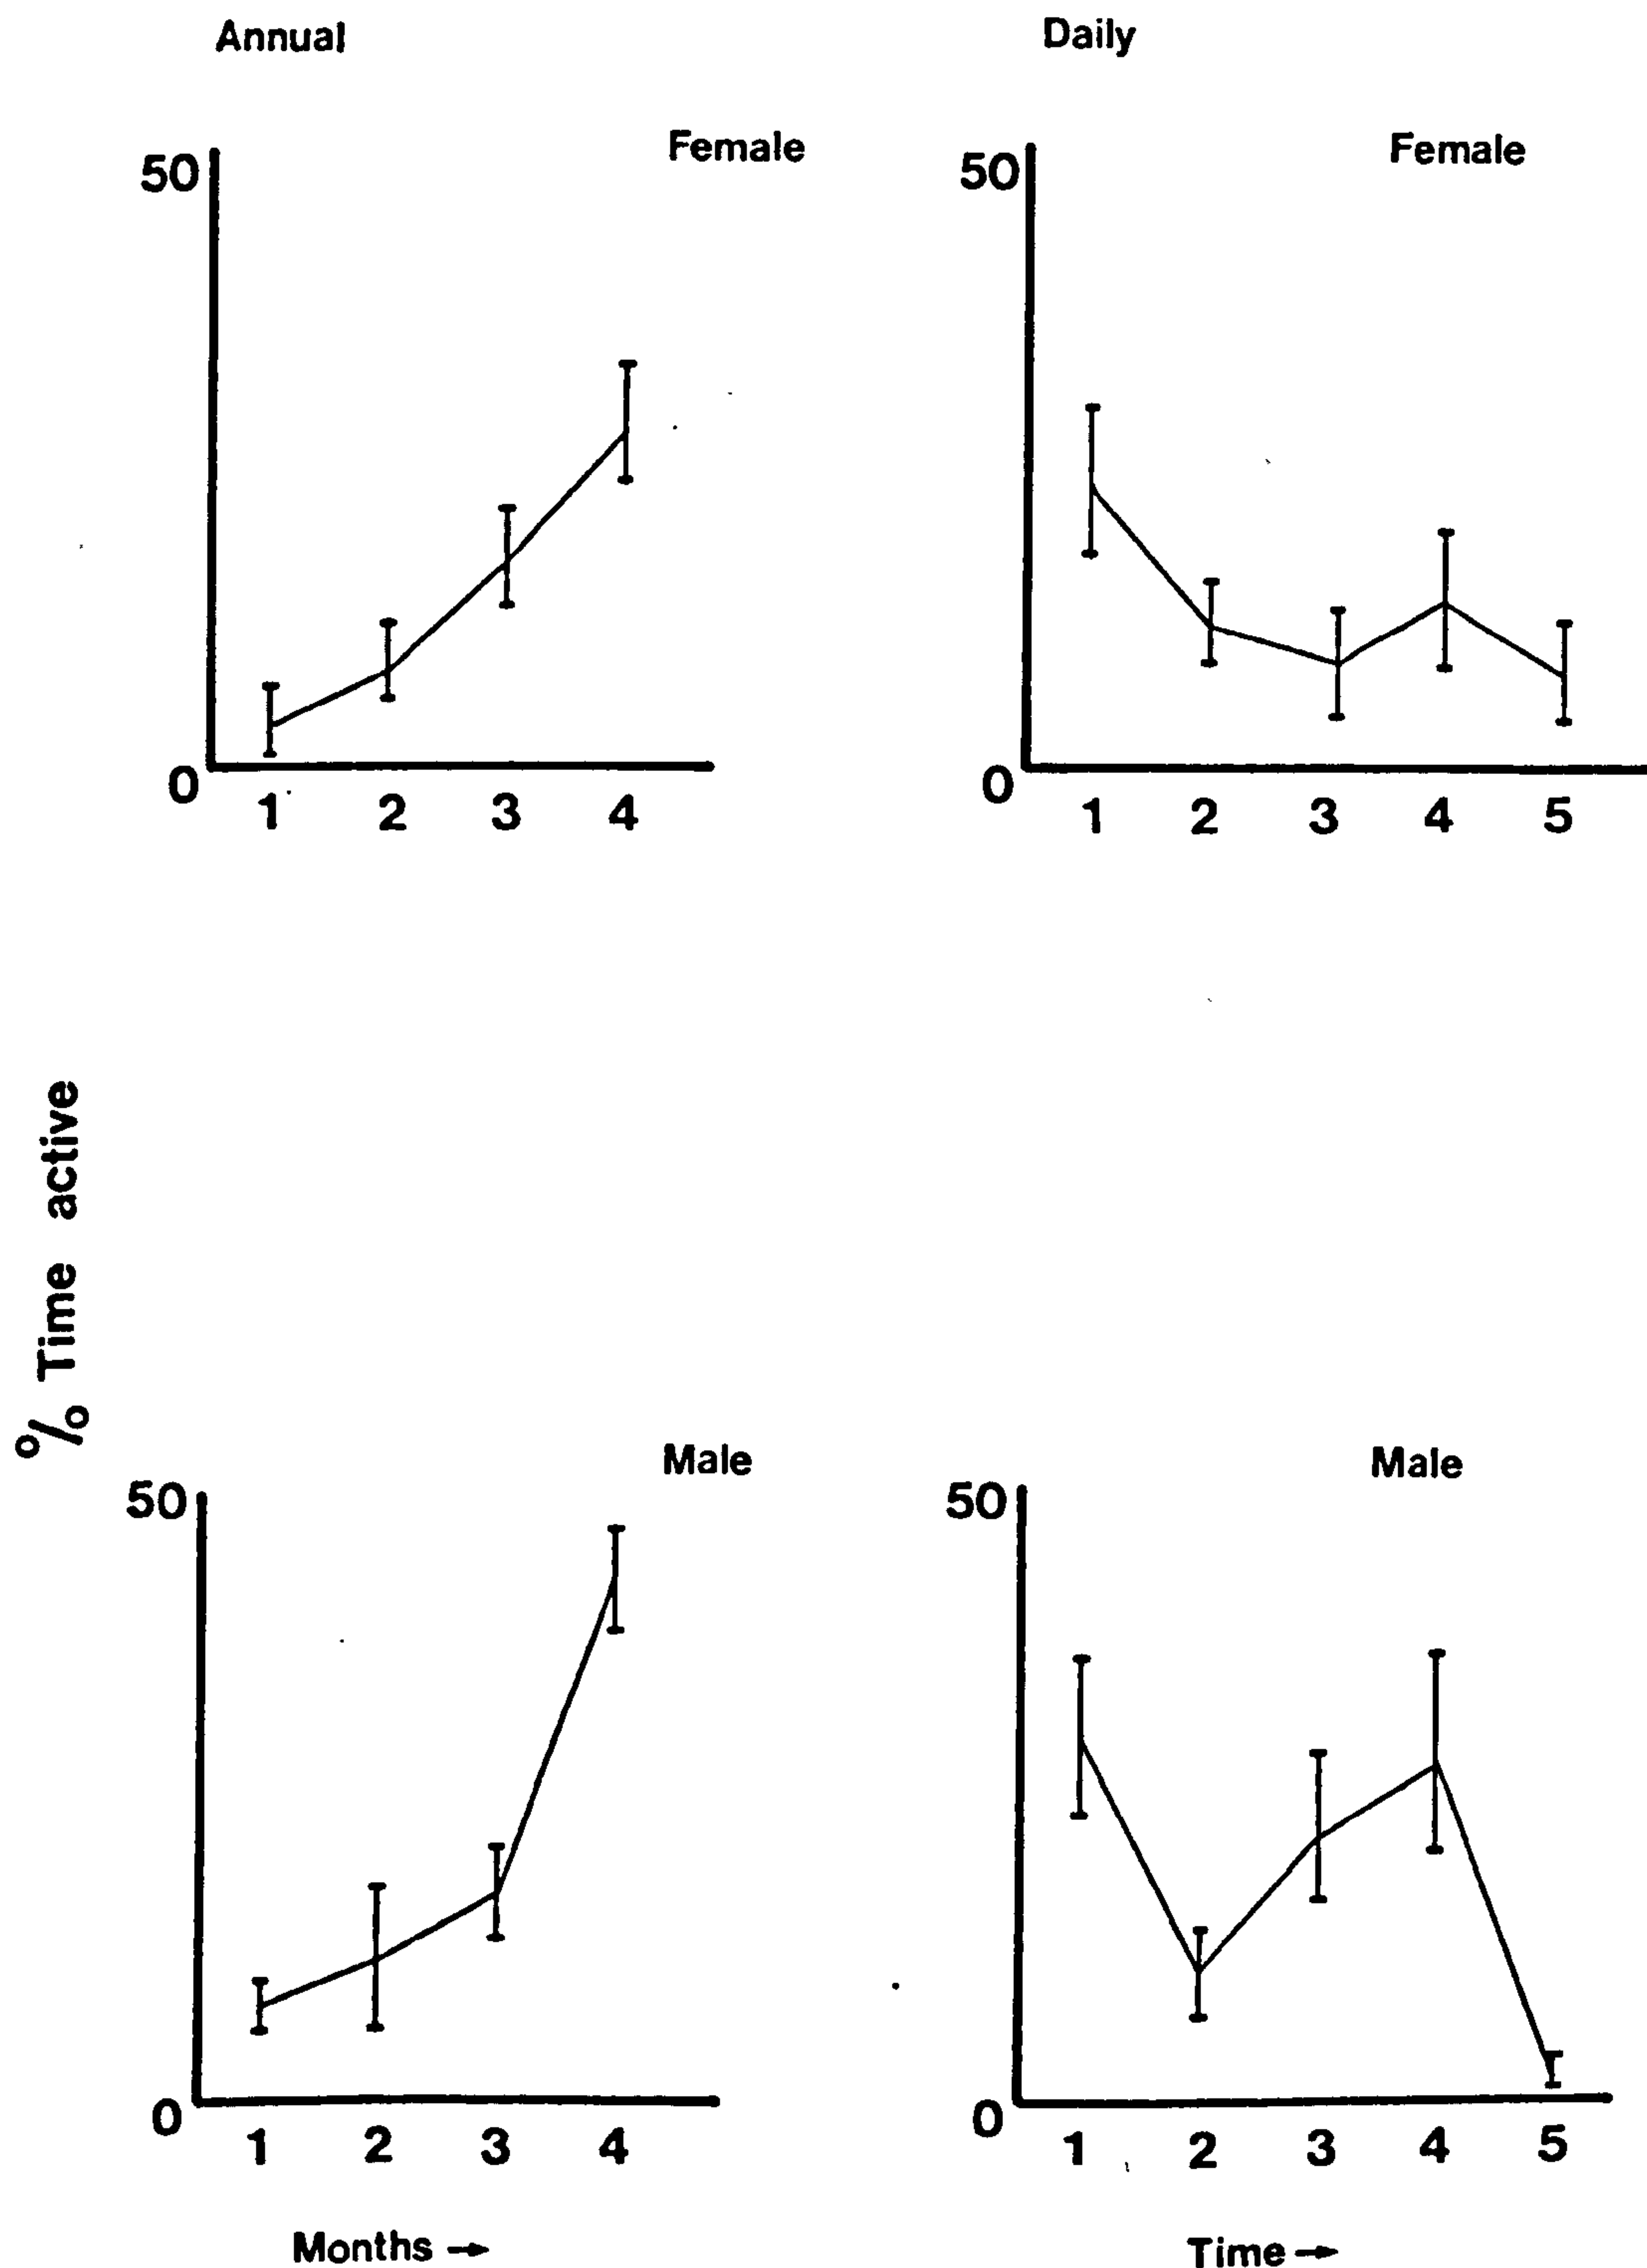 Annual
Daily
Female
Female
50
50
0
0
1 2 3 4
1 2 3 4 5
% Time active
Male
Male
50
50
0
0
1 2 3 4
1 2 3 4 5
Months →
Time →